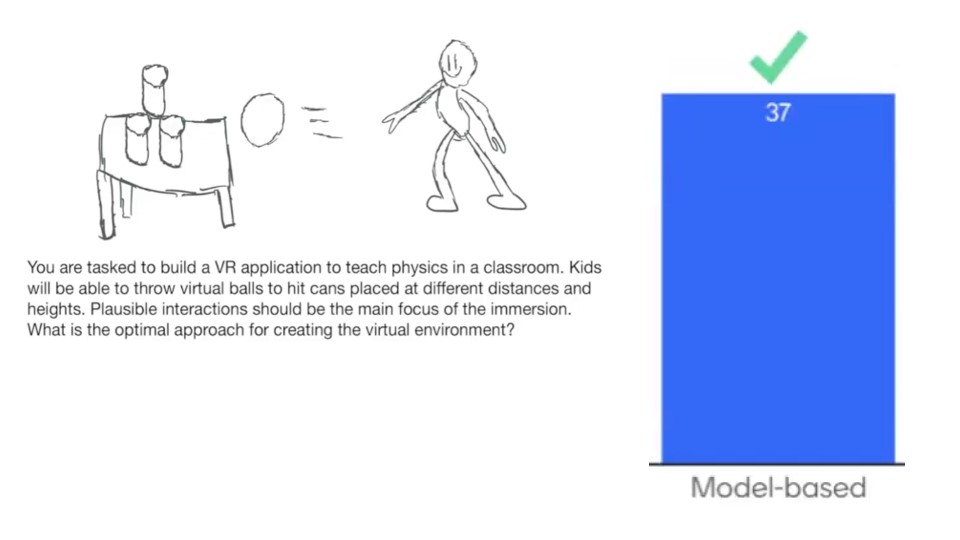 You are tasked to build a VR application to teach physics in a classroom. Kids
will be able to throw virtual balls to hit cans placed at different distances and
heights. Plausible interactions should be the main focus of the immersion.
What is the optimal approach for creating the virtual environment?
37
Model-based